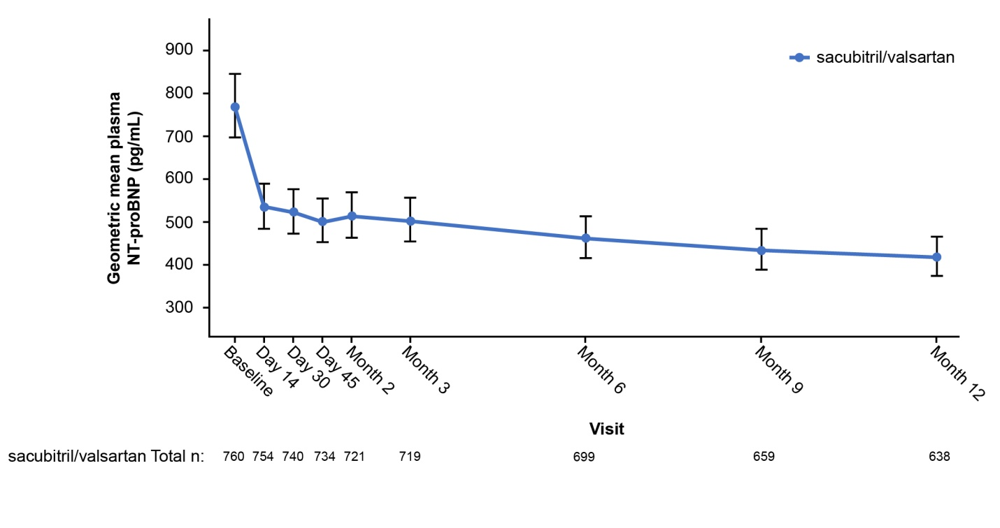 900
800
700
600
500
400
300
Geometric mean plasma
NT-proBNP (pg/mL)
sacubitril/valsartan
Baseline
Day 14
Day 30
Day 45
Month 2
Month 3
Month 6
Month 9
Month 12
Visit
sacubitril/valsartan Total n: 760 754 740 734 721 719 699 659 638